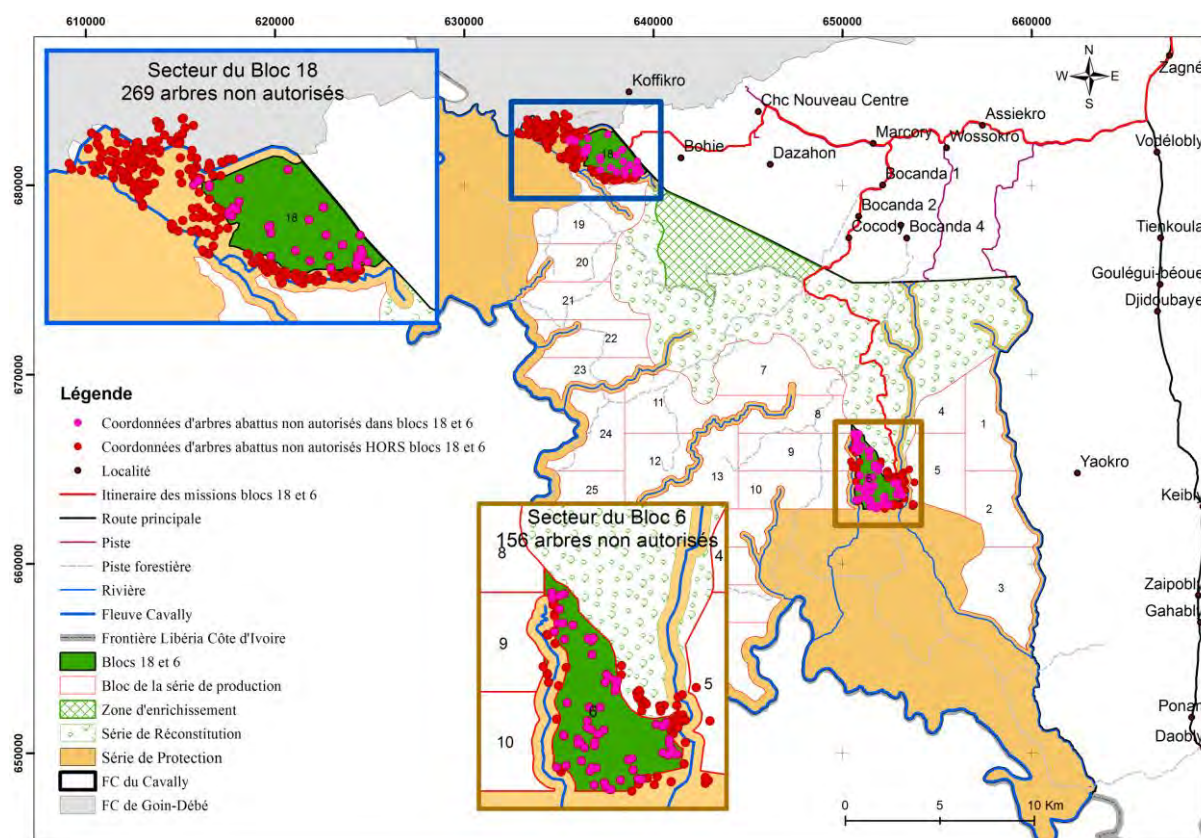 610000
620000
630000
640000
650000
660000
Secteur du Bloc 18
269 arbres non autorisés
18
N
W E
S
Koffikro
Zagné
Chc Nouveau Centre
Assiekro
Marcory
Wossokro
18
Bohie
Dazahon
Vodélobly
Bocanda 1
Bocanda 2
Cocody
Bocanda 4
Tienkoula
Goulégui-béoue
Djidoubaye
680000
670000
660000
650000
19
20
21
22
23
7
11
8
24
4
1
12
9
13
5
6
25
10
2
3
Yaokro
Keibly
Zaipobly
Gahably
Ponan
Daobly
Légende
Coordonnées d'arbres abattus non autorisés dans blocs 18 et 6
Coordonnées d'arbres abattus non autorisés HORS blocs 18 et 6
Localité
Itineraire des missions blocs 18 et 6
Route principale
Piste
Piste forestière
Rivière
Fleuve Cavally
Frontière Libéria Côte d'Ivoire
Blocs 18 et 6
Bloc de la série de production
Zone d'enrichissement
Série de Réconstitution
Série de Protection
FC du Cavally
FC de Goin-Débé
Secteur du Bloc 6
156 arbres non autorisés
8
4
9
5
6
10
0 5 10 Km